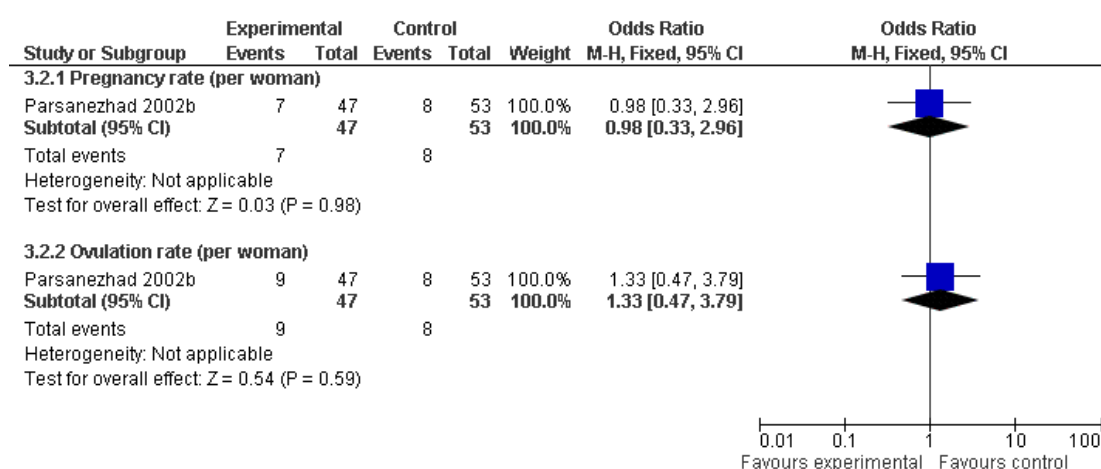 Experimental Control Odds Ratio Odds Ratio
Study or Subgroup Events Total Events Total Weight M-H, Fixed, 95% CI M-H, Fixed, 95% CI
3.2.1 Pregnancy rate (per woman)
Parsanezhad 2002b 7 47 8 53 100.0% 0.98 [0.33, 2.96]
Subtotal (95% CI) 47 53 100.0% 0.98 [0.33, 2.96]
Total events 7 8
Heterogeneity: Not applicable
Test for overall effect: Z = 0.03 (P = 0.98)
3.2.2 Ovulation rate (per woman)
Parsanezhad 2002b 9 47 8 53 100.0% 1.33 [0.47, 3.79]
Subtotal (95% CI) 47 53 100.0% 1.33 [0.47, 3.79]
Total events 9 8
Heterogeneity: Not applicable
Test for overall effect: Z = 0.54 (P = 0.59)
0.01 0.1 1 10 100
Favours experimental Favours control